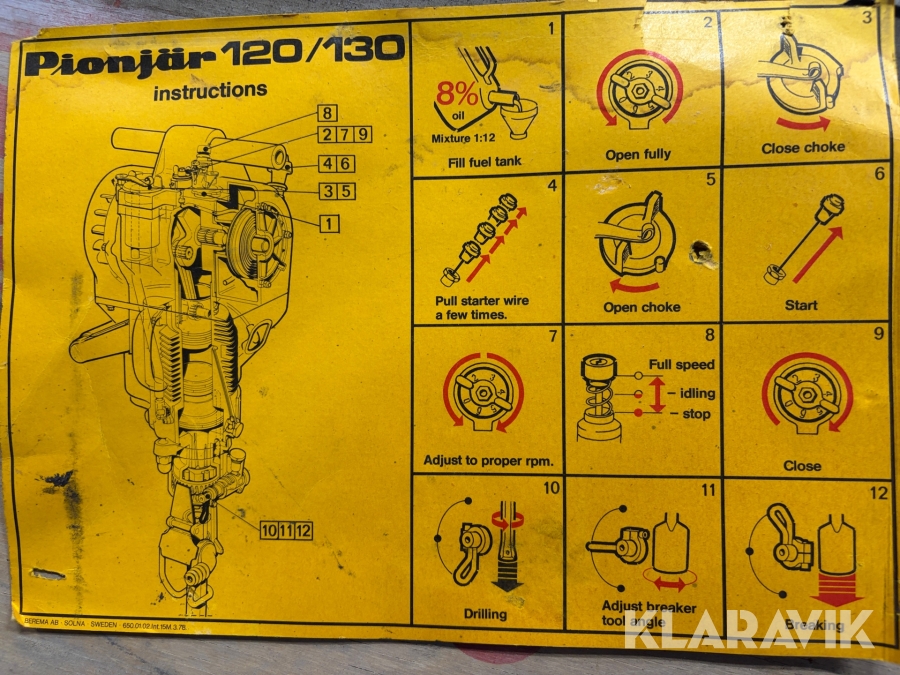 Pionjär 120/130
instructions
8
2 7 9
4 6
3 5
1
10 11 12
BEREMA AB · SOLNA · SWEDEN · 650.01 02.Int.15M.3.78.
1
8%
oil
Mixture 1:12
Fill fuel tank
2
Open fully
3
Close choke
4
Pull starter wire
a few times.
5
Open choke
6
Start
7
Adjust to proper rpm.
8
Full speed
– idling
– stop
9
Close
10
Drilling
11
Adjust breaker
tool angle
12
Breaking
KLARAVIK